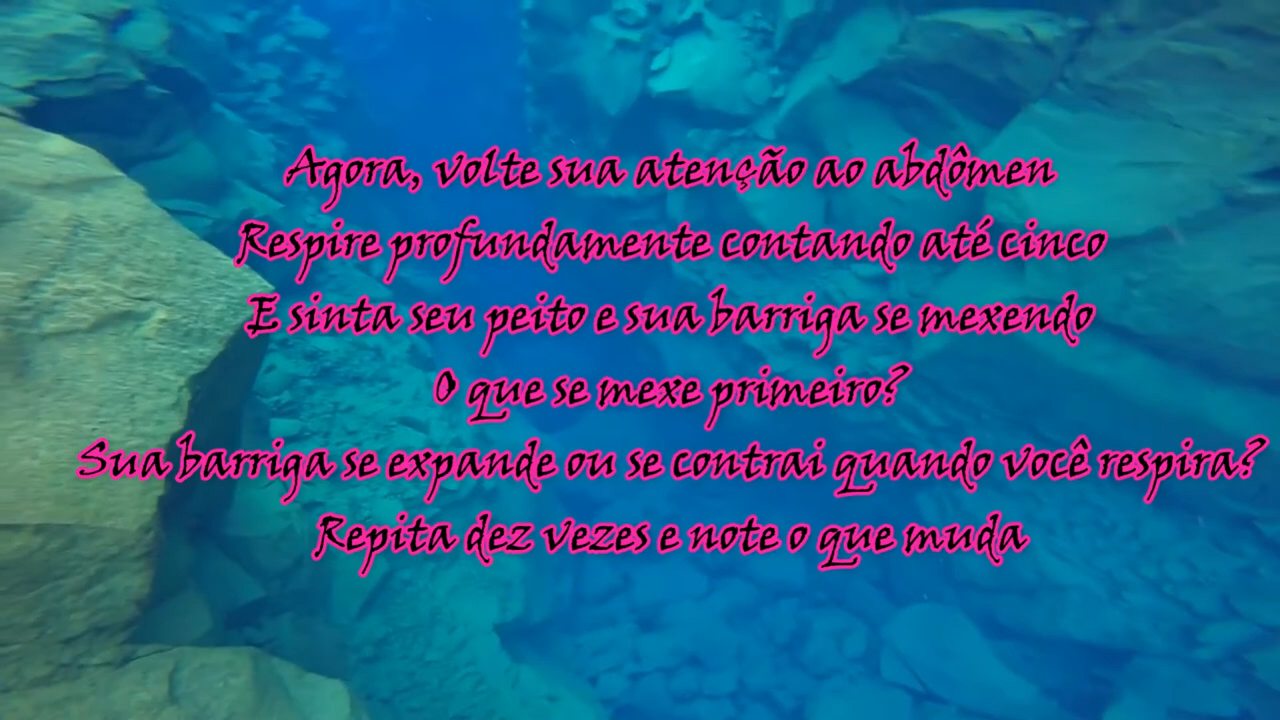 Agora, volte sua atenção ao abdômen
Respire profundamente contando até cinco
E sinta seu peito e sua barriga se mexendo
O que se mexe primeiro?
Sua barriga se expande ou se contrai quando você respira?
Repita dez vezes e note o que muda